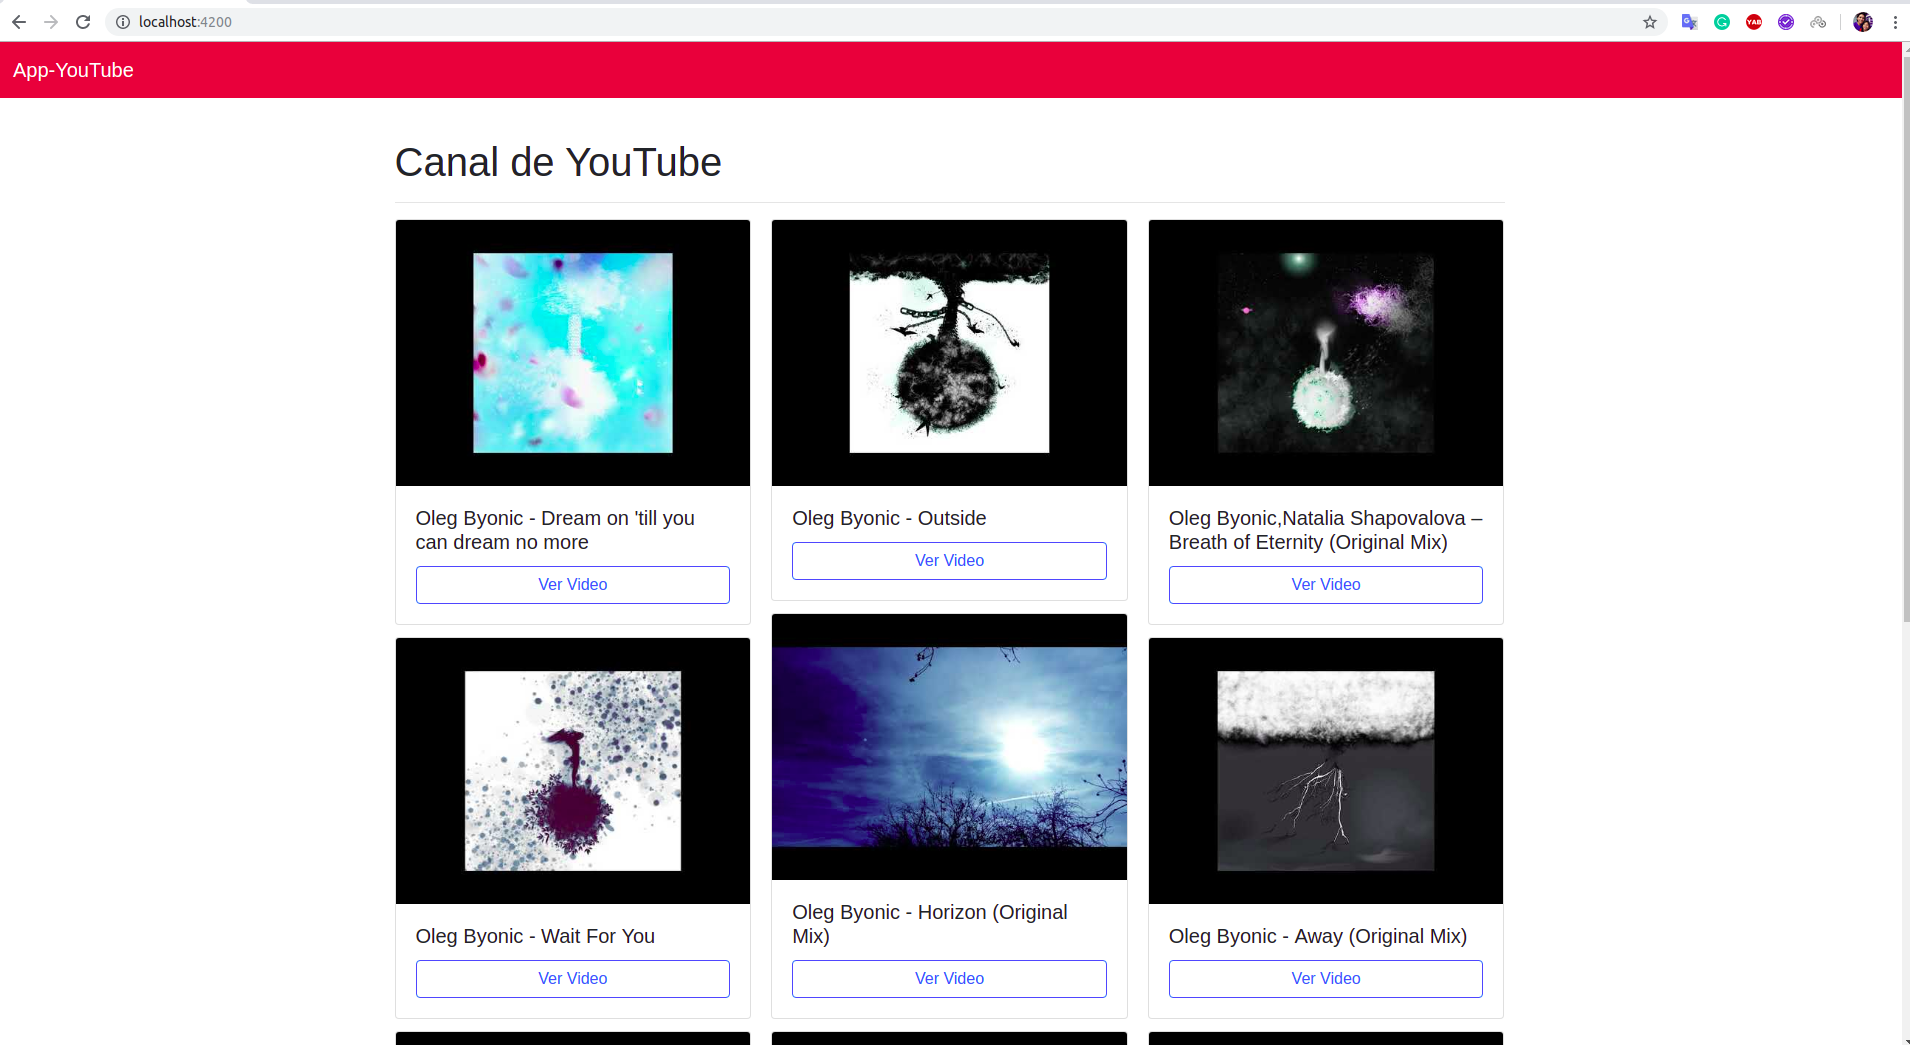 localhost:4200
YAB
App-YouTube
Canal de YouTube
Oleg Byonic - Dream on 'till you
can dream no more
Ver Video
Oleg Byonic - Outside
Ver Video
Oleg Byonic,Natalia Shapovalova –
Breath of Eternity (Original Mix)
Ver Video
Oleg Byonic - Wait For You
Ver Video
Oleg Byonic - Horizon (Original
Mix)
Ver Video
Oleg Byonic - Away (Original Mix)
Ver Video